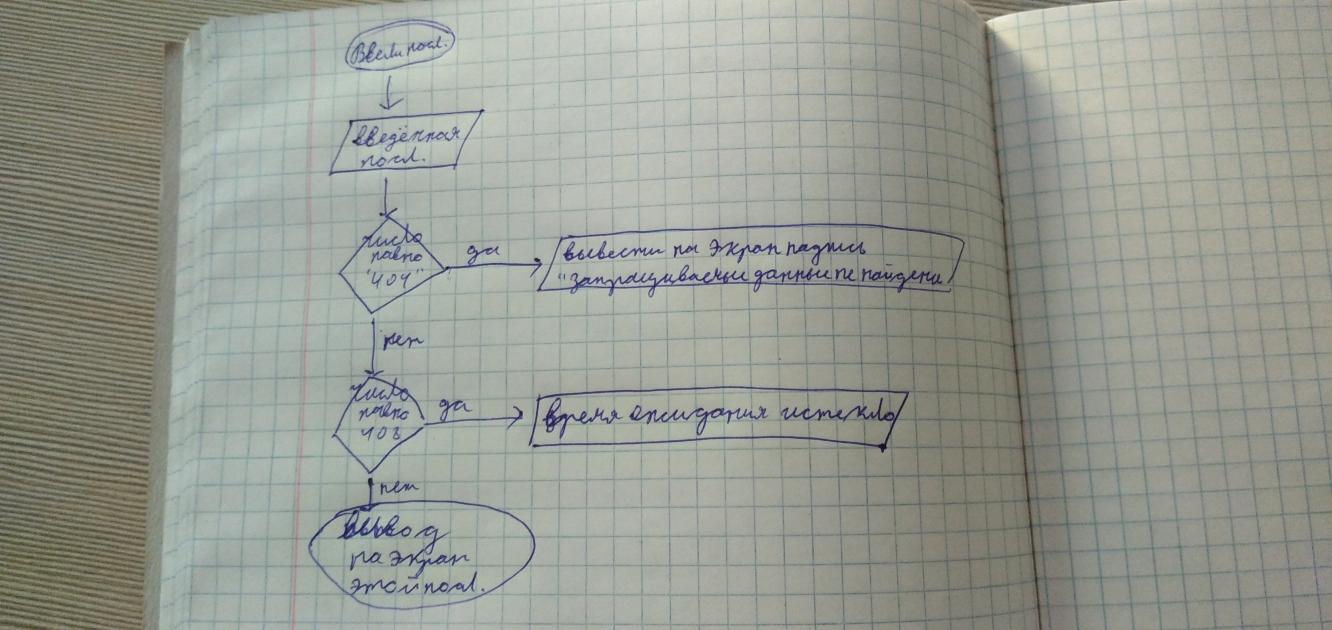 Ввели посл.
введённая
посл.
число
равно
"404"
да
вывести на экран надпись
"Запрашиваемые данные не найдены
нет
число
равно
408
да
время ожидания истекло
нет
вывод
на экран
этой посл.